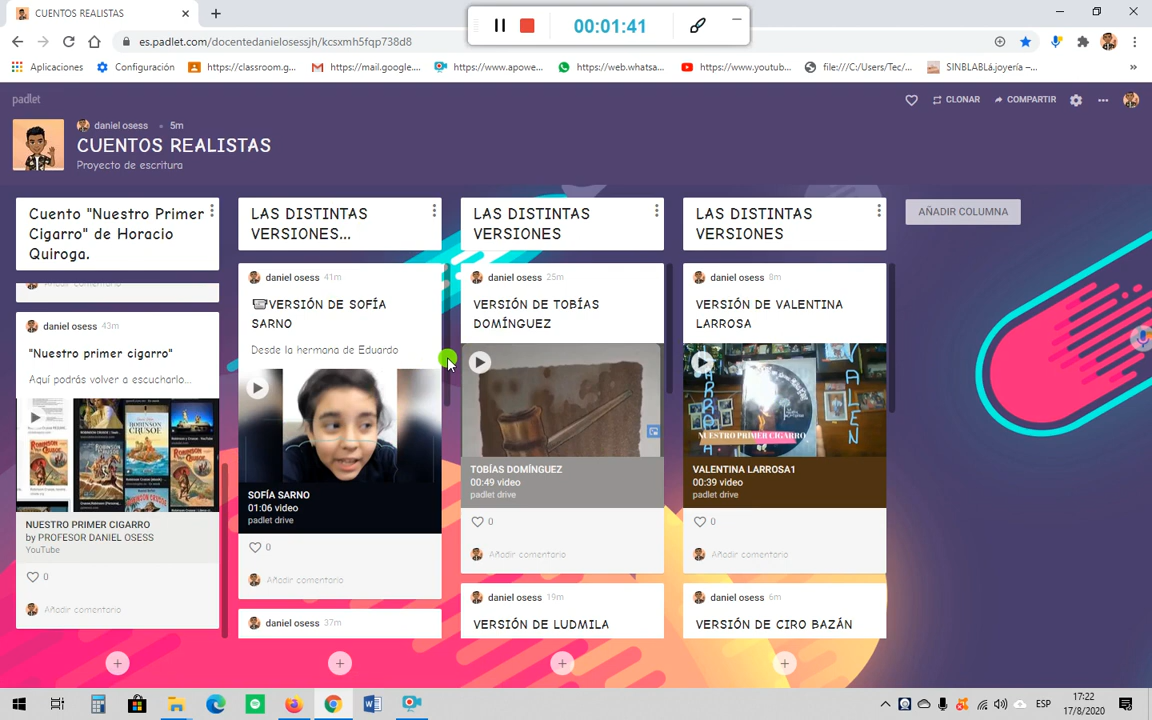 CUENTOS REALISTAS
00:01:41
es.padlet.com/docentedanielosessjh/kcsxmh5fqp738d8
Aplicaciones
Configuración
https://classroom.g...
https://mail.google....
https://www.apowe...
https://web.whatsa...
https://www.youtub...
file:///C:/Users/Tec/...
SINBLABLá.joyería –...
padlet
CLONAR
COMPARTIR
daniel osess • 5m
CUENTOS REALISTAS
Proyecto de escritura
Cuento "Nuestro Primer
Cigarro" de Horacio
Quiroga.
Añadir comentario
daniel osess 43m
"Nuestro primer cigarro"
Aquí podrás volver a escucharlo...
NUESTRO PRIMER CIGARRO
by PROFESOR DANIEL OSESS
YouTube
0
Añadir comentario
LAS DISTINTAS
VERSIONES...
daniel osess 41m
VERSIÓN DE SOFÍA
SARNO
Desde la hermana de Eduardo
SOFÍA SARNO
01:06 video
padlet drive
0
Añadir comentario
daniel osess 37m
LAS DISTINTAS
VERSIONES
daniel osess 25m
VERSIÓN DE TOBÍAS
DOMÍNGUEZ
TOBÍAS DOMÍNGUEZ
00:49 video
padlet drive
0
Añadir comentario
daniel osess 19m
VERSIÓN DE LUDMILA
LAS DISTINTAS
VERSIONES
daniel osess 8m
VERSIÓN DE VALENTINA
LARROSA
NUESTRO PRIMER CIGARRO
VALENTINA LARROSA1
00:39 video
padlet drive
0
Añadir comentario
daniel osess 6m
VERSIÓN DE CIRO BAZÁN
AÑADIR COLUMNA
ESP
17:22
17/8/2020